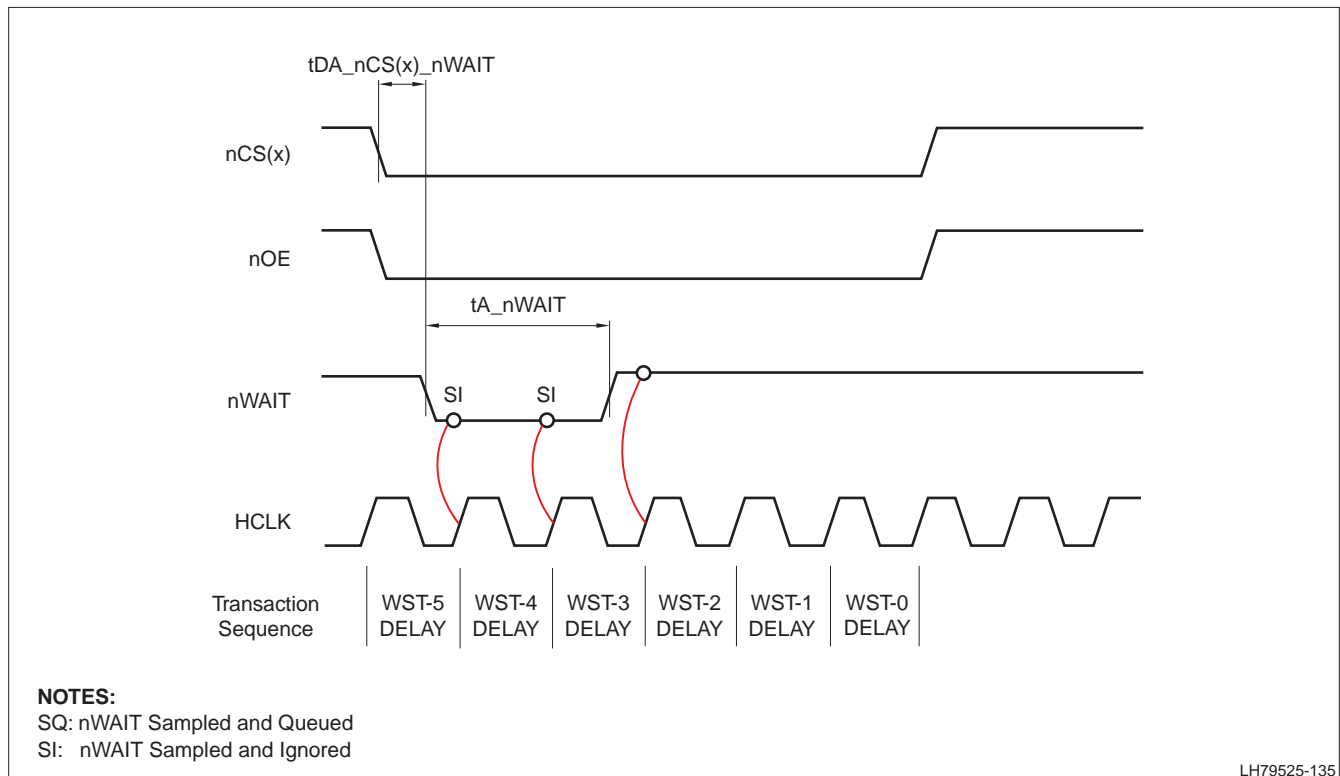 tDA_nCS(x)_nWAIT
nCS(x)
nOE
tA_nWAIT
nWAIT
SI SI
HCLK
Transaction Sequence
WST-5 DELAY
WST-4 DELAY
WST-3 DELAY
WST-2 DELAY
WST-1 DELAY
WST-0 DELAY
NOTES:
SQ: nWAIT Sampled and Queued
SI: nWAIT Sampled and Ignored
LH79525-135